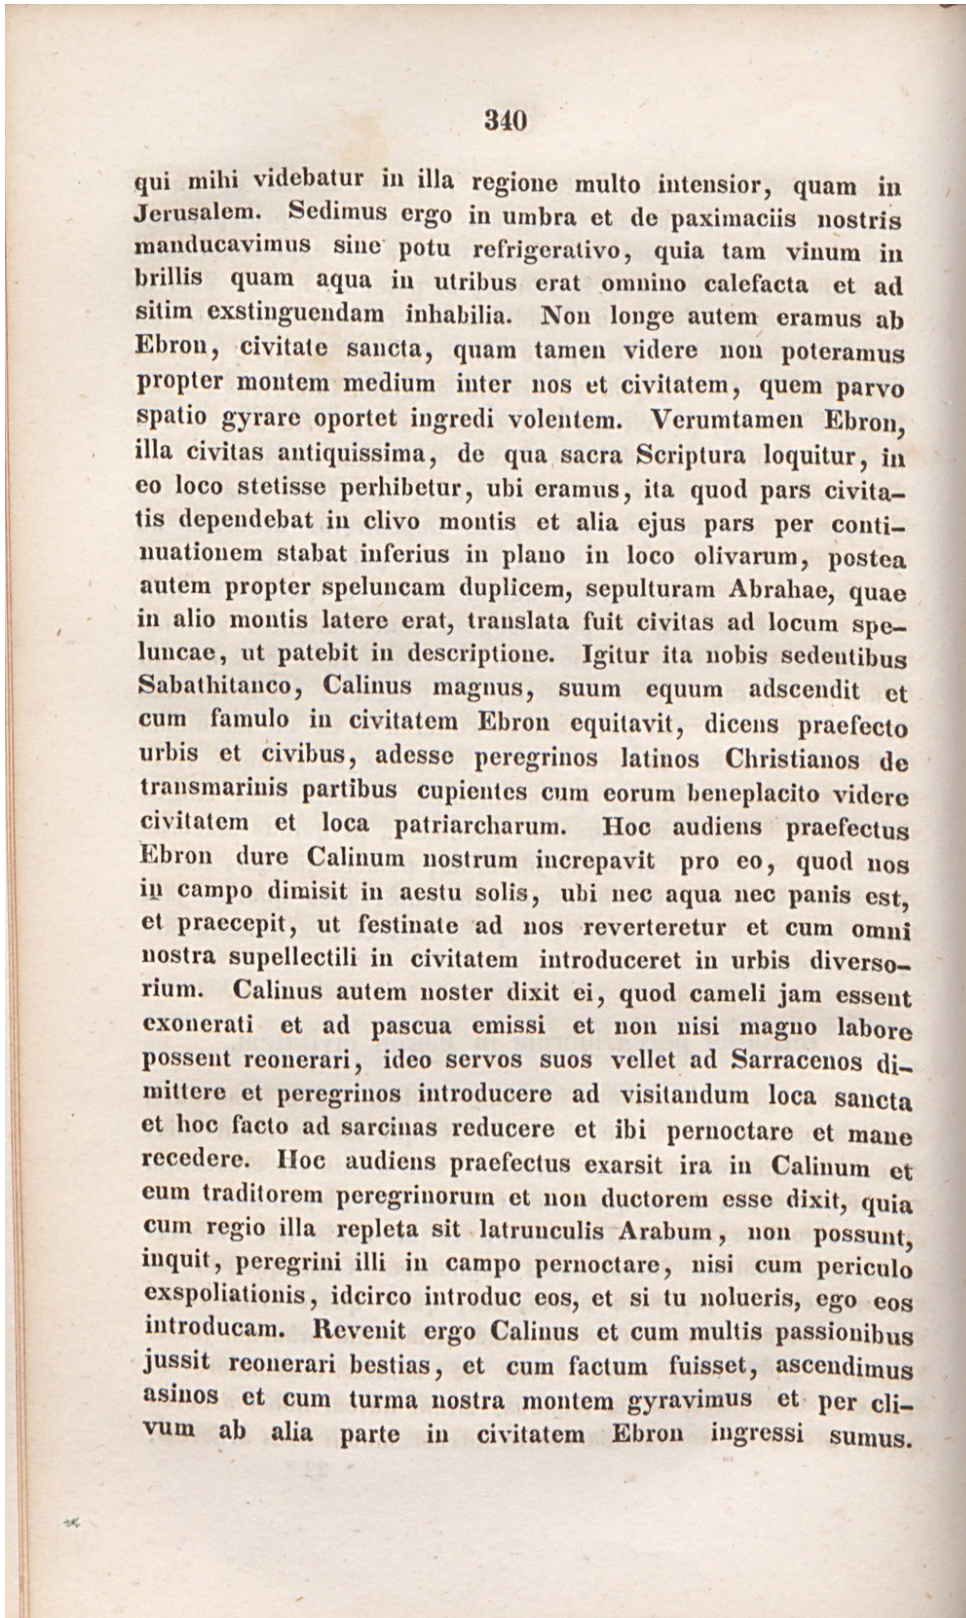 340
qui mihi videbatur in illa regione multo intensior, quam in
Jerusalem. Sedimus ergo in umbra et de paximaciis nostris
manducavimus sine potu refrigerativo, quia tam vinum in
brillis quam aqua in utribus erat omnino calefacta et ad
sitim exstinguendam inhabilia. Non longe autem eramus ab
Ebron, civitate sancta, quam tamen videre non poteramus
propter montem medium inter nos et civitatem, quem parvo
spatio gyrare oportet ingredi volentem. Verumtamen Ebron,
illa civitas antiquissima, de qua sacra Scriptura loquitur, in
eo loco stetisse perhibetur, ubi eramus, ita quod pars civita-
tis dependebat in clivo montis et alia ejus pars per conti-
nuationem stabat inferius in plano in loco olivarum, postea
autem propter speluncam duplicem, sepulturam Abrahae, quae
in alio montis latere erat, translata fuit civitas ad locum spe-
luncae, ut patebit in descriptione. Igitur ita nobis sedentibus
Sabathitanco, Calinus magnus, suum equum adscendit et
cum famulo in civitatem Ebron equitavit, dicens praefecto
urbis et civibus, adesse peregrinos latinos Christianos de
transmarinis partibus cupientes cum eorum beneplacito videre
civitatem et loca patriarcharum. Hoc audiens praefectus
Ebron dure Calinum nostrum increpavit pro eo, quod nos
in campo dimisit in aestu solis, ubi nec aqua nec panis est,
et praecepit, ut festinate ad nos reverteretur et cum omni
nostra supellectili in civitatem introduceret in urbis diverso-
rium. Calinus autem noster dixit ei, quod cameli jam essent
exonerati et ad pascua emissi et non nisi magno labore
possent reonerari, ideo servos suos vellet ad Sarracenos di-
mittere et peregrinos introducere ad visitandum loca sancta
et hoc facto ad sarcinas reducere et ibi pernoctare et mane
recedere. Hoc audiens praefectus exarsit ira in Calinum et
eum traditorem peregrinorum et non ductorem esse dixit, quia
cum regio illa repleta sit latrunculis Arabum, non possunt,
inquit, peregrini illi in campo pernoctare, nisi cum periculo
exspoliationis, idcirco introduc eos, et si tu nolueris, ego eos
introducam. Revenit ergo Calinus et cum multis passionibus
jussit reonerari bestias, et cum factum fuisset, ascendimus
asinos et cum turma nostra montem gyravimus et per cli-
vum ab alia parte in civitatem Ebron ingressi sumus.